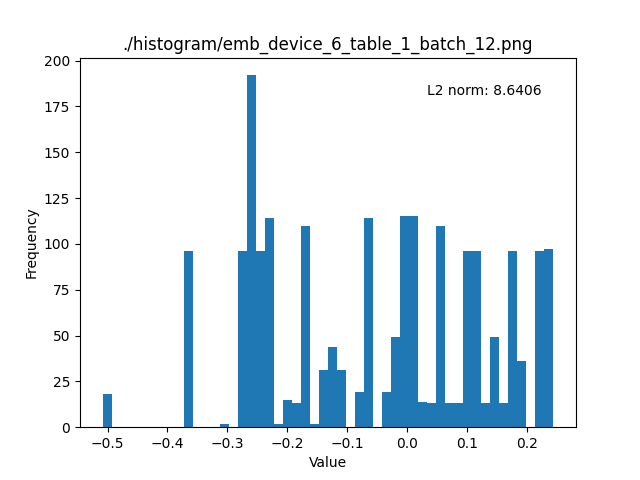 ./histogram/emb_device_6_table_1_batch_12.png
L2 norm: 8.6406
200
175
150
125
100
75
50
25
0
Frequency
−0.5 −0.4 −0.3 −0.2 −0.1 0.0 0.1 0.2
Value